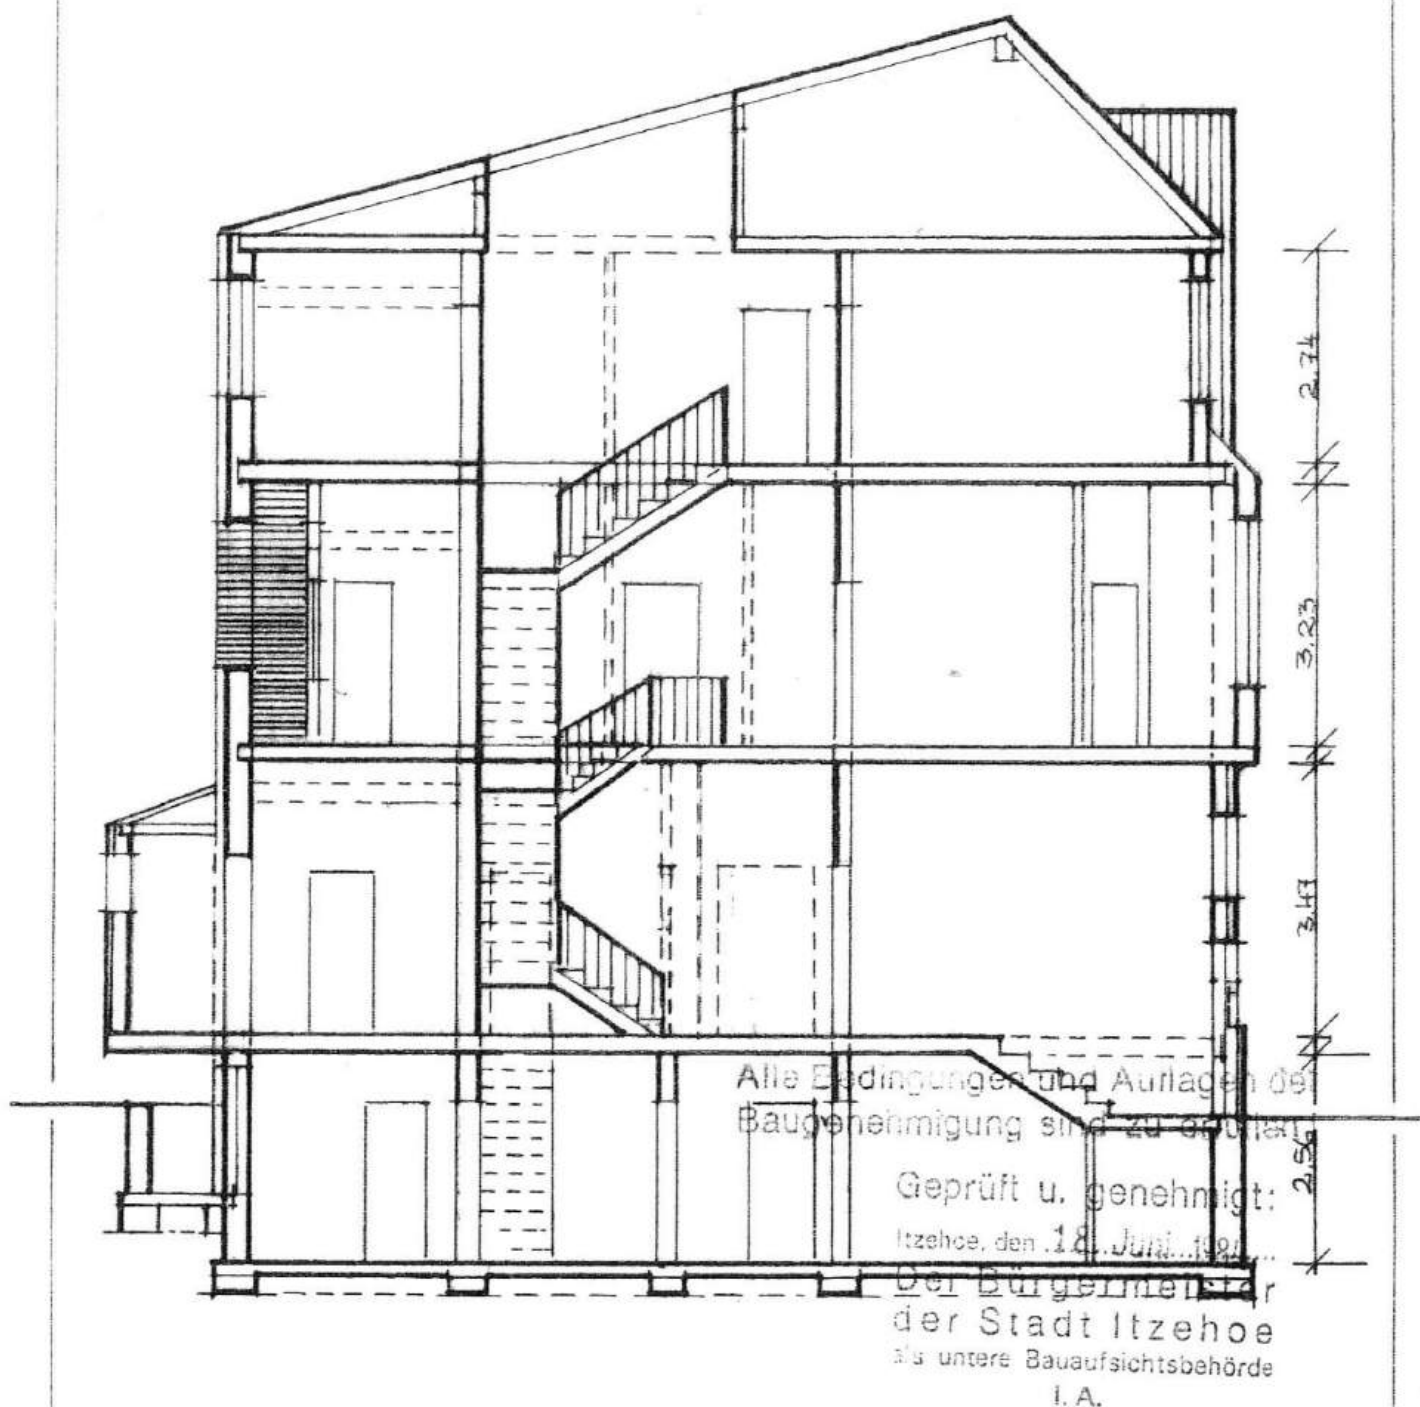 2.74
3.23
3.47
2.56
Alle Bedingungen und Auflagen der
Baugenehmigung sind zu erfüllen
Geprüft u. genehmigt:
Itzehoe, den 18. Juni
Der Bürgermeister
der Stadt Itzehoe
als untere Bauaufsichtsbehörde
I. A.